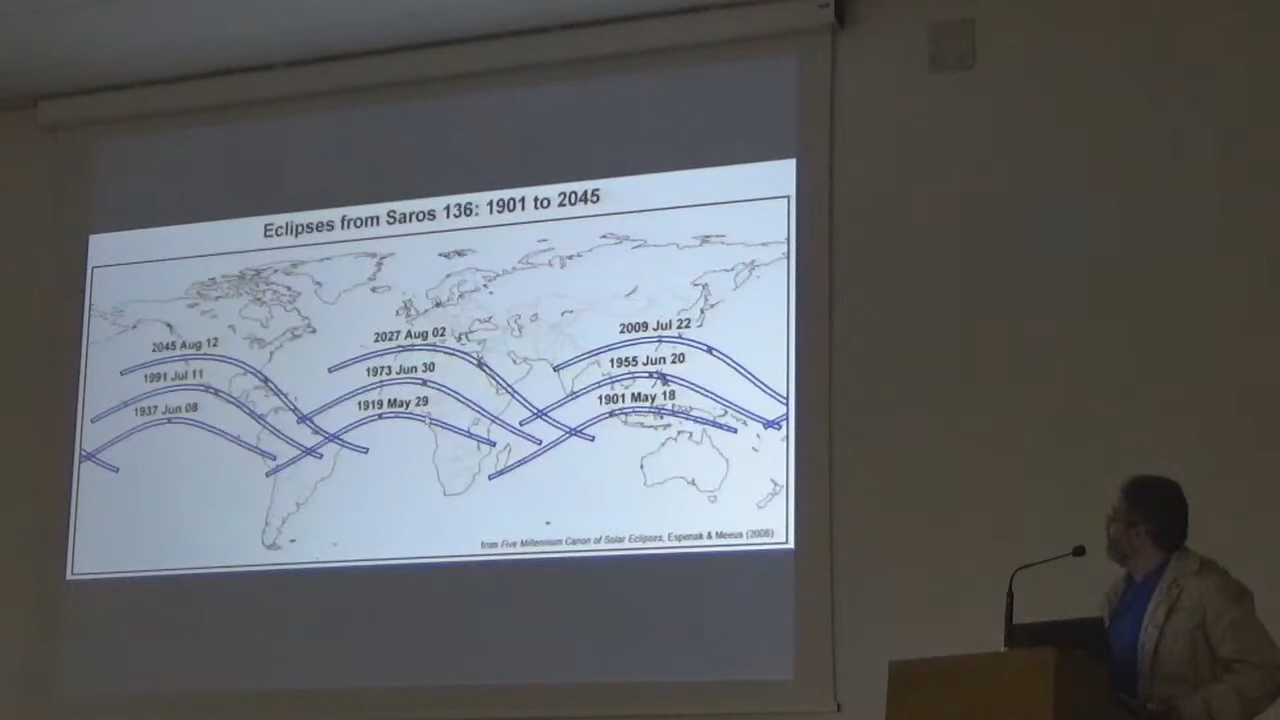 Eclipses from Saros 136: 1901 to 2045
2045 Aug 12
2027 Aug 02
2009 Jul 22
1991 Jul 11
1973 Jun 30
1955 Jun 20
1937 Jun 08
1919 May 29
1901 May 18
from Five Millennium Canon of Solar Eclipses, Espenak & Meeus (2006)